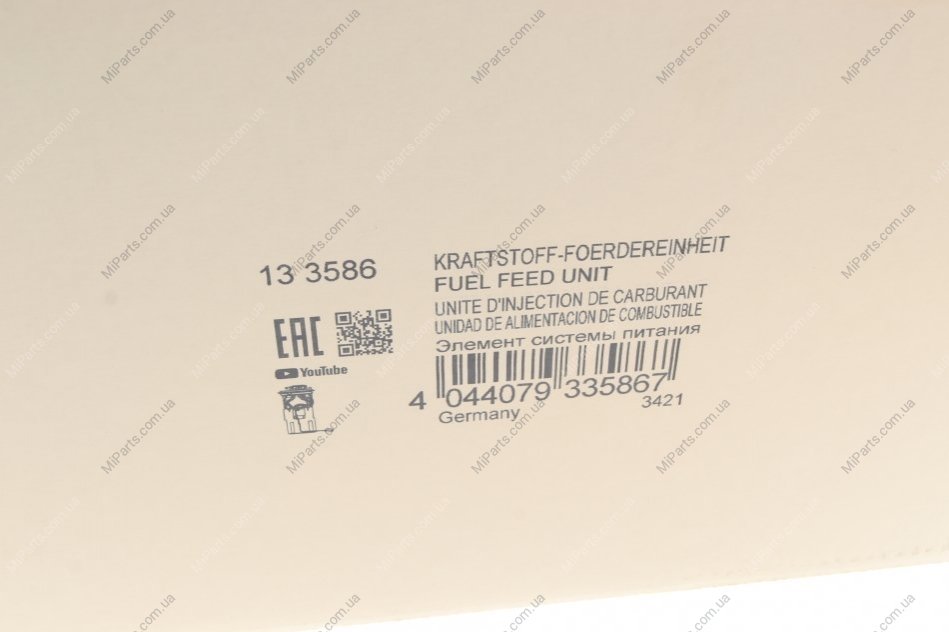 13 3586
KRAFTSTOFF-FOERDEREINHEIT
FUEL FEED UNIT
UNITE D'INJECTION DE CARBURANT
UNIDAD DE ALIMENTACION DE COMBUSTIBLE
Элемент системы питания
EAC
YouTube
4 044079 335867
Germany
3421
MiParts.com.ua